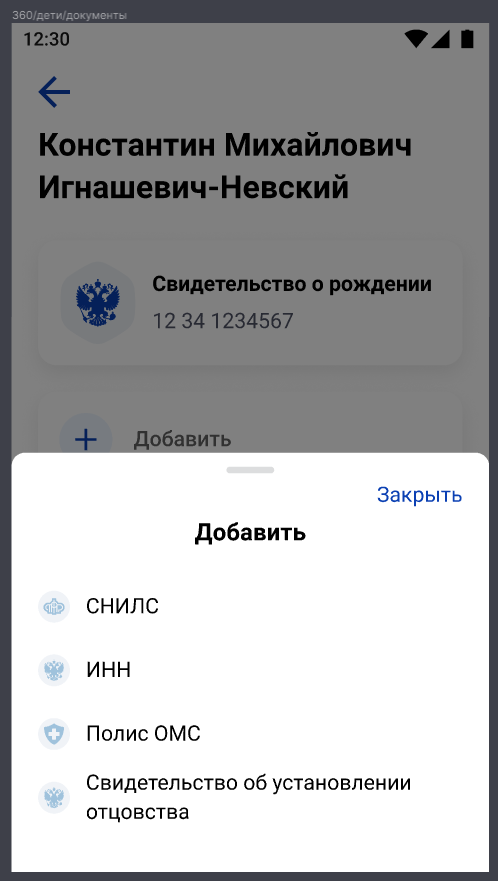 360/дети/документы
12:30
Константин Михайлович
Игнашевич-Невский
Свидетельство о рождении
12 34 1234567
Добавить
Закрыть
Добавить
СНИЛС
ИНН
Полис ОМС
Свидетельство об установлении
отцовства